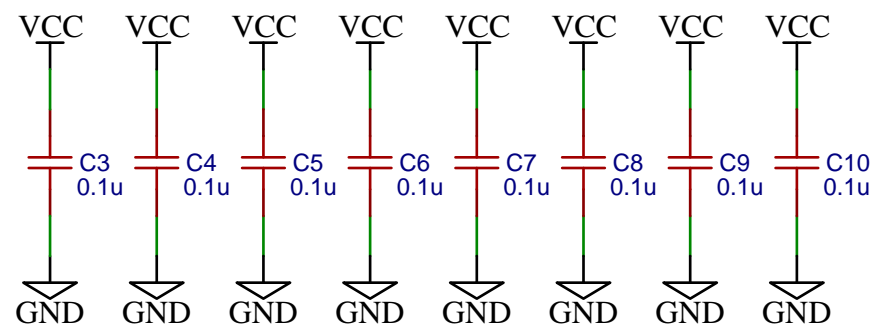 VCC VCC VCC VCC VCC VCC VCC VCC
C3 C4 C5 C6 C7 C8 C9 C10
0.1u 0.1u 0.1u 0.1u 0.1u 0.1u 0.1u 0.1u
GND GND GND GND GND GND GND GND